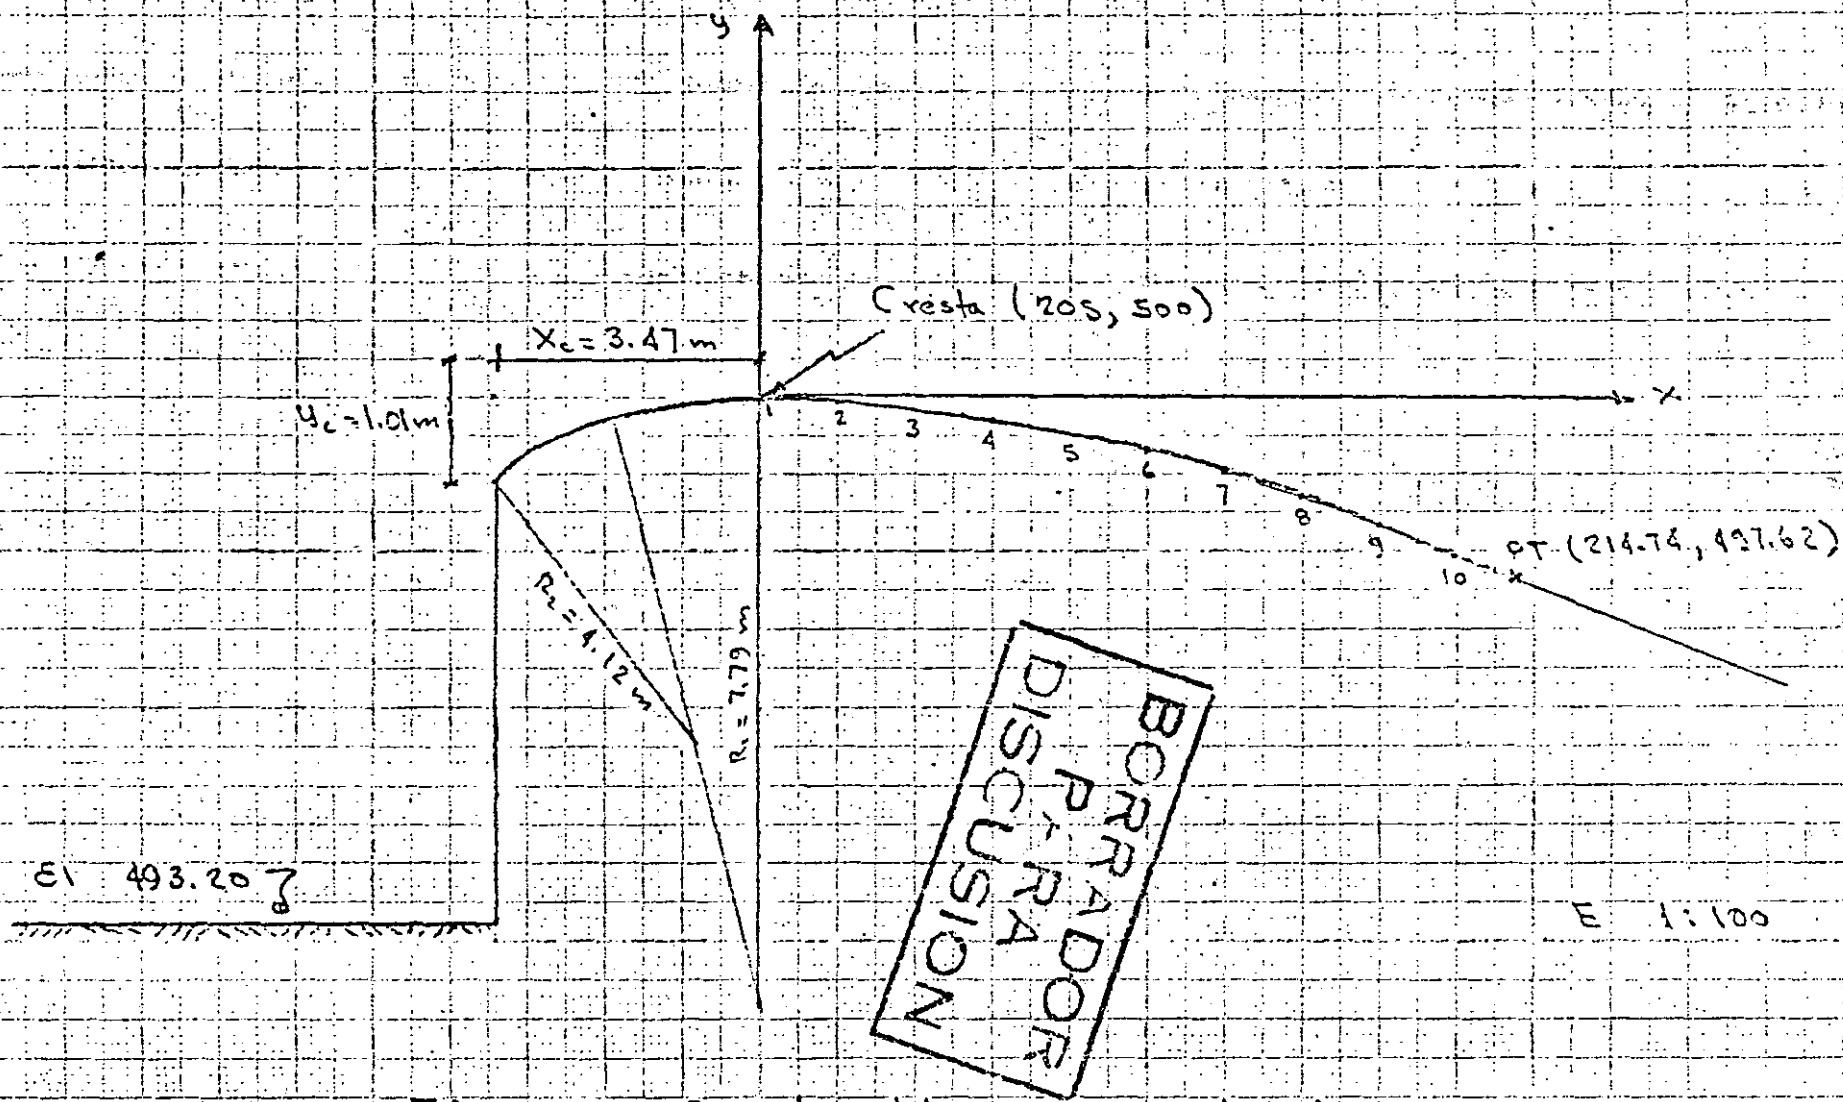 y
Cresta (205, 500)
Xc = 3.47 m
x
yc = 1.01 m
1
2
3
4
5
6
7
8
9
10
PT (214.74, 497.62)
R2 = 4.12 m
R1 = 7.79 m
BORRADOR
PARA
DISCUSION
El 493.20
E 1:100